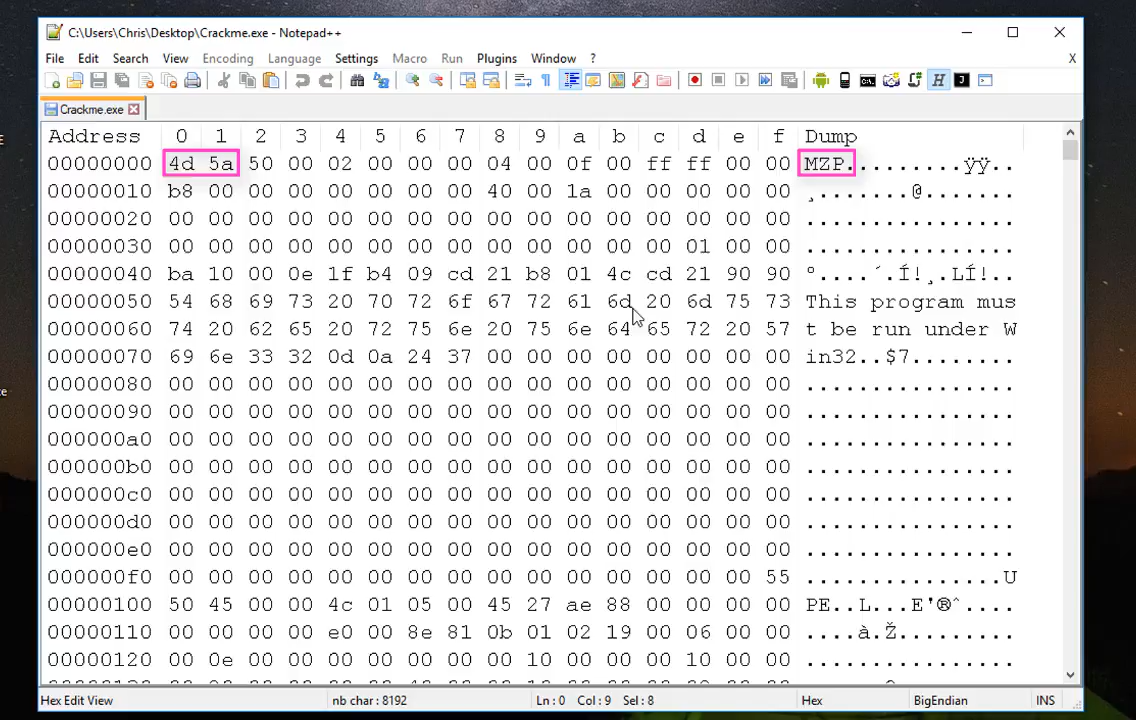 C:\Users\Chris\Desktop\Crackme.exe - Notepad++
File Edit Search View Encoding Language Settings Macro Run Plugins Window ? X
Crackme.exe
Address 0 1 2 3 4 5 6 7 8 9 a b c d e f Dump
00000000 4d 5a 50 00 02 00 00 00 04 00 0f 00 ff ff 00 00 MZP.........ÿÿ..
00000010 b8 00 00 00 00 00 00 00 40 00 1a 00 00 00 00 00 ¸.......@.......
00000020 00 00 00 00 00 00 00 00 00 00 00 00 00 00 00 00 ................
00000030 00 00 00 00 00 00 00 00 00 00 00 00 00 01 00 00 ................
00000040 ba 10 00 0e 1f b4 09 cd 21 b8 01 4c cd 21 90 90 º....´.Í!¸.LÍ!..
00000050 54 68 69 73 20 70 72 6f 67 72 61 6d 20 6d 75 73 This program mus
00000060 74 20 62 65 20 72 75 6e 20 75 6e 64 65 72 20 57 t be run under W
00000070 69 6e 33 32 0d 0a 24 37 00 00 00 00 00 00 00 00 in32..$7........
00000080 00 00 00 00 00 00 00 00 00 00 00 00 00 00 00 00 ................
00000090 00 00 00 00 00 00 00 00 00 00 00 00 00 00 00 00 ................
000000a0 00 00 00 00 00 00 00 00 00 00 00 00 00 00 00 00 ................
000000b0 00 00 00 00 00 00 00 00 00 00 00 00 00 00 00 00 ................
000000c0 00 00 00 00 00 00 00 00 00 00 00 00 00 00 00 00 ................
000000d0 00 00 00 00 00 00 00 00 00 00 00 00 00 00 00 00 ................
000000e0 00 00 00 00 00 00 00 00 00 00 00 00 00 00 00 00 ................
000000f0 00 00 00 00 00 00 00 00 00 00 00 00 00 00 00 55 ...............U
00000100 50 45 00 00 4c 01 05 00 45 27 ae 88 00 00 00 00 PE..L...E'®ˆ....
00000110 00 00 00 00 e0 00 8e 81 0b 01 02 19 00 06 00 00 ....à.Ž.........
00000120 00 0e 00 00 00 00 00 00 00 10 00 00 00 10 00 00 ................
Hex Edit View nb char : 8192 Ln : 0 Col : 9 Sel : 8 Hex BigEndian INS